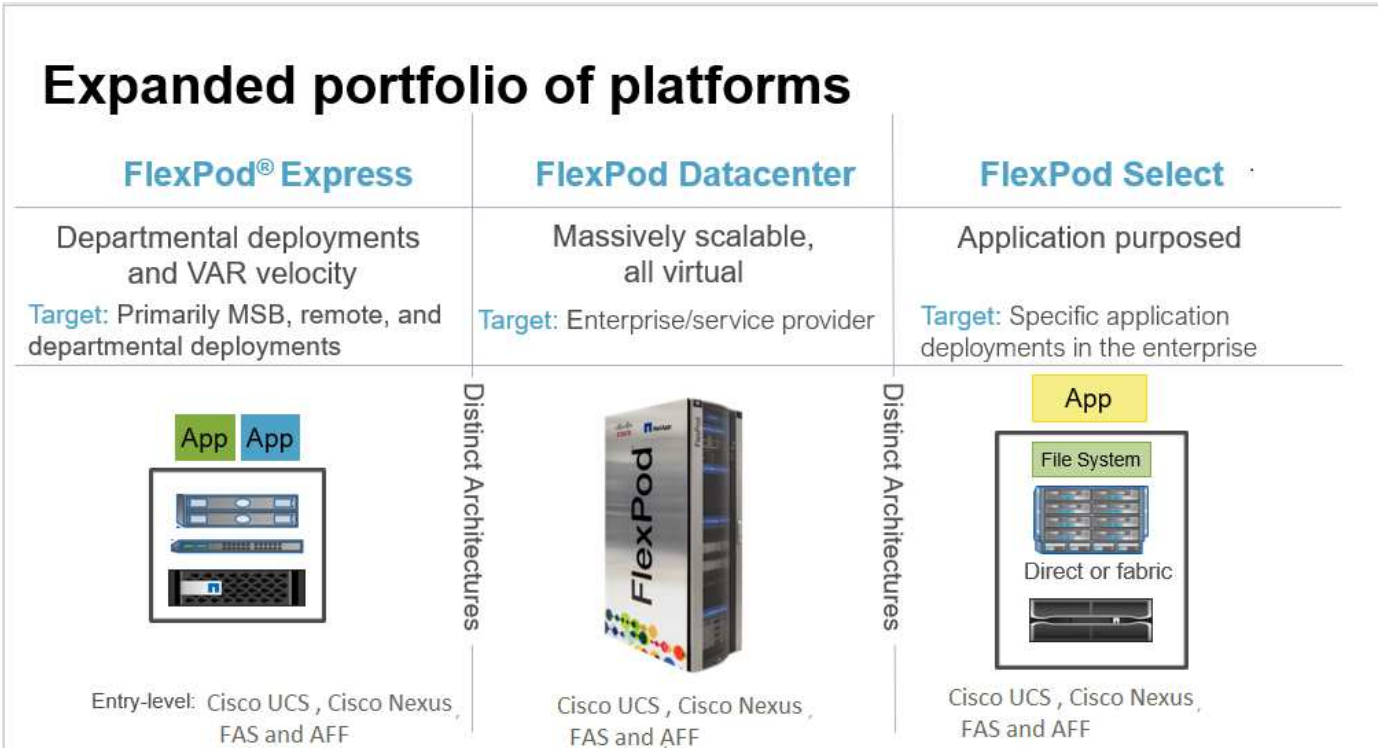 Expanded portfolio of platforms
FlexPod® Express
Departmental deployments
and VAR velocity
Target: Primarily MSB, remote, and
departmental deployments
FlexPod Datacenter
Massively scalable,
all virtual
Target: Enterprise/service provider
FlexPod Select
Application purposed
Target: Specific application
deployments in the enterprise
App App
Entry-level: Cisco UCS , Cisco Nexus,
FAS and AFF
Distinct Architectures
CISCO NetApp
FlexPod
FlexPod
Cisco UCS , Cisco Nexus,
FAS and AFF
Distinct Architectures
App
File System
Direct or fabric
Cisco UCS , Cisco Nexus,
FAS and AFF